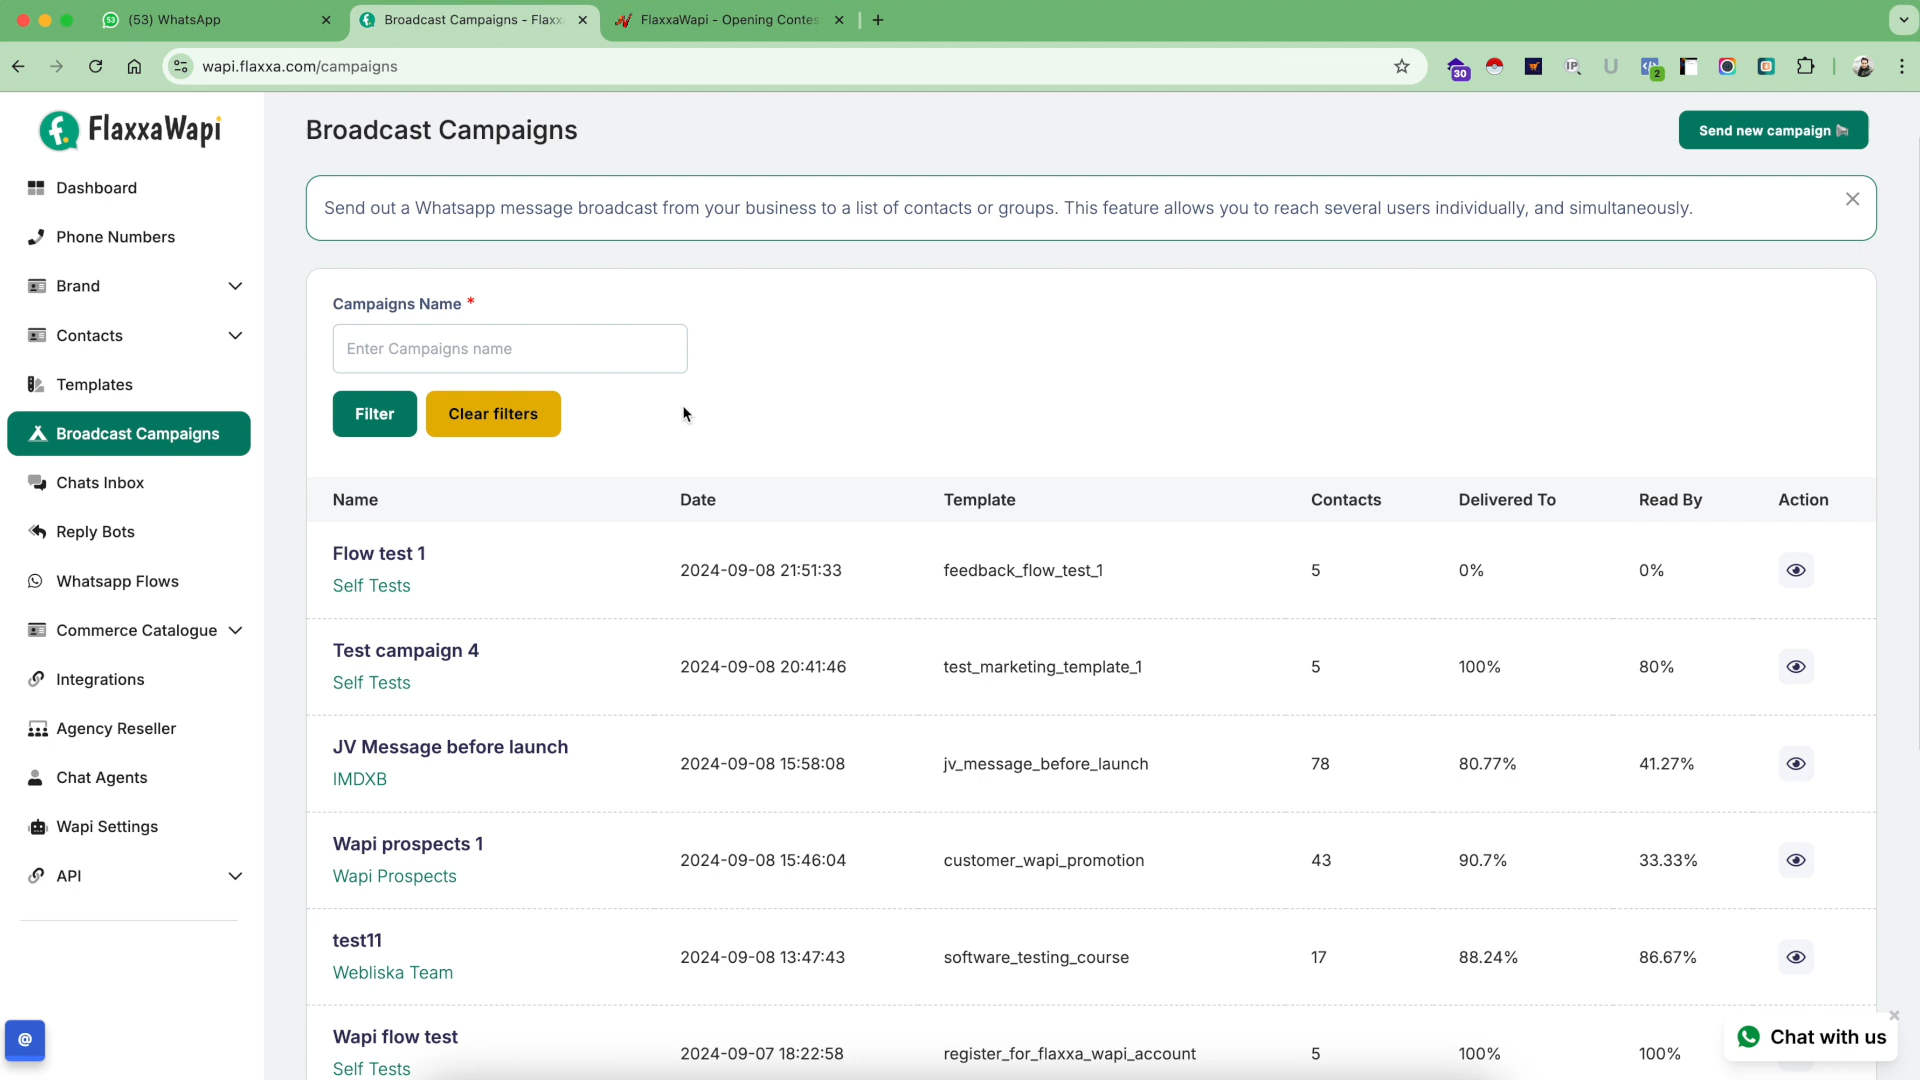 (53) WhatsApp
Broadcast Campaigns - Flaxx
FlaxxaWapi - Opening Contes
wapi.flaxxa.com/campaigns
30
IP
2
FlaxxaWapi
Dashboard
Phone Numbers
Brand
Contacts
Templates
Broadcast Campaigns
Chats Inbox
Reply Bots
Whatsapp Flows
Commerce Catalogue
Integrations
Agency Reseller
Chat Agents
Wapi Settings
API
@
Broadcast Campaigns
Send new campaign
Send out a Whatsapp message broadcast from your business to a list of contacts or groups. This feature allows you to reach several users individually, and simultaneously.
Campaigns Name *
Enter Campaigns name
Filter Clear filters
Name Date Template Contacts Delivered To Read By Action
Flow test 1
Self Tests
2024-09-08 21:51:33 feedback_flow_test_1 5 0% 0%
Test campaign 4
Self Tests
2024-09-08 20:41:46 test_marketing_template_1 5 100% 80%
JV Message before launch
IMDXB
2024-09-08 15:58:08 jv_message_before_launch 78 80.77% 41.27%
Wapi prospects 1
Wapi Prospects
2024-09-08 15:46:04 customer_wapi_promotion 43 90.7% 33.33%
test11
Webliska Team
2024-09-08 13:47:43 software_testing_course 17 88.24% 86.67%
Wapi flow test
Self Tests
2024-09-07 18:22:58 register_for_flaxxa_wapi_account 5 100% 100%
Chat with us